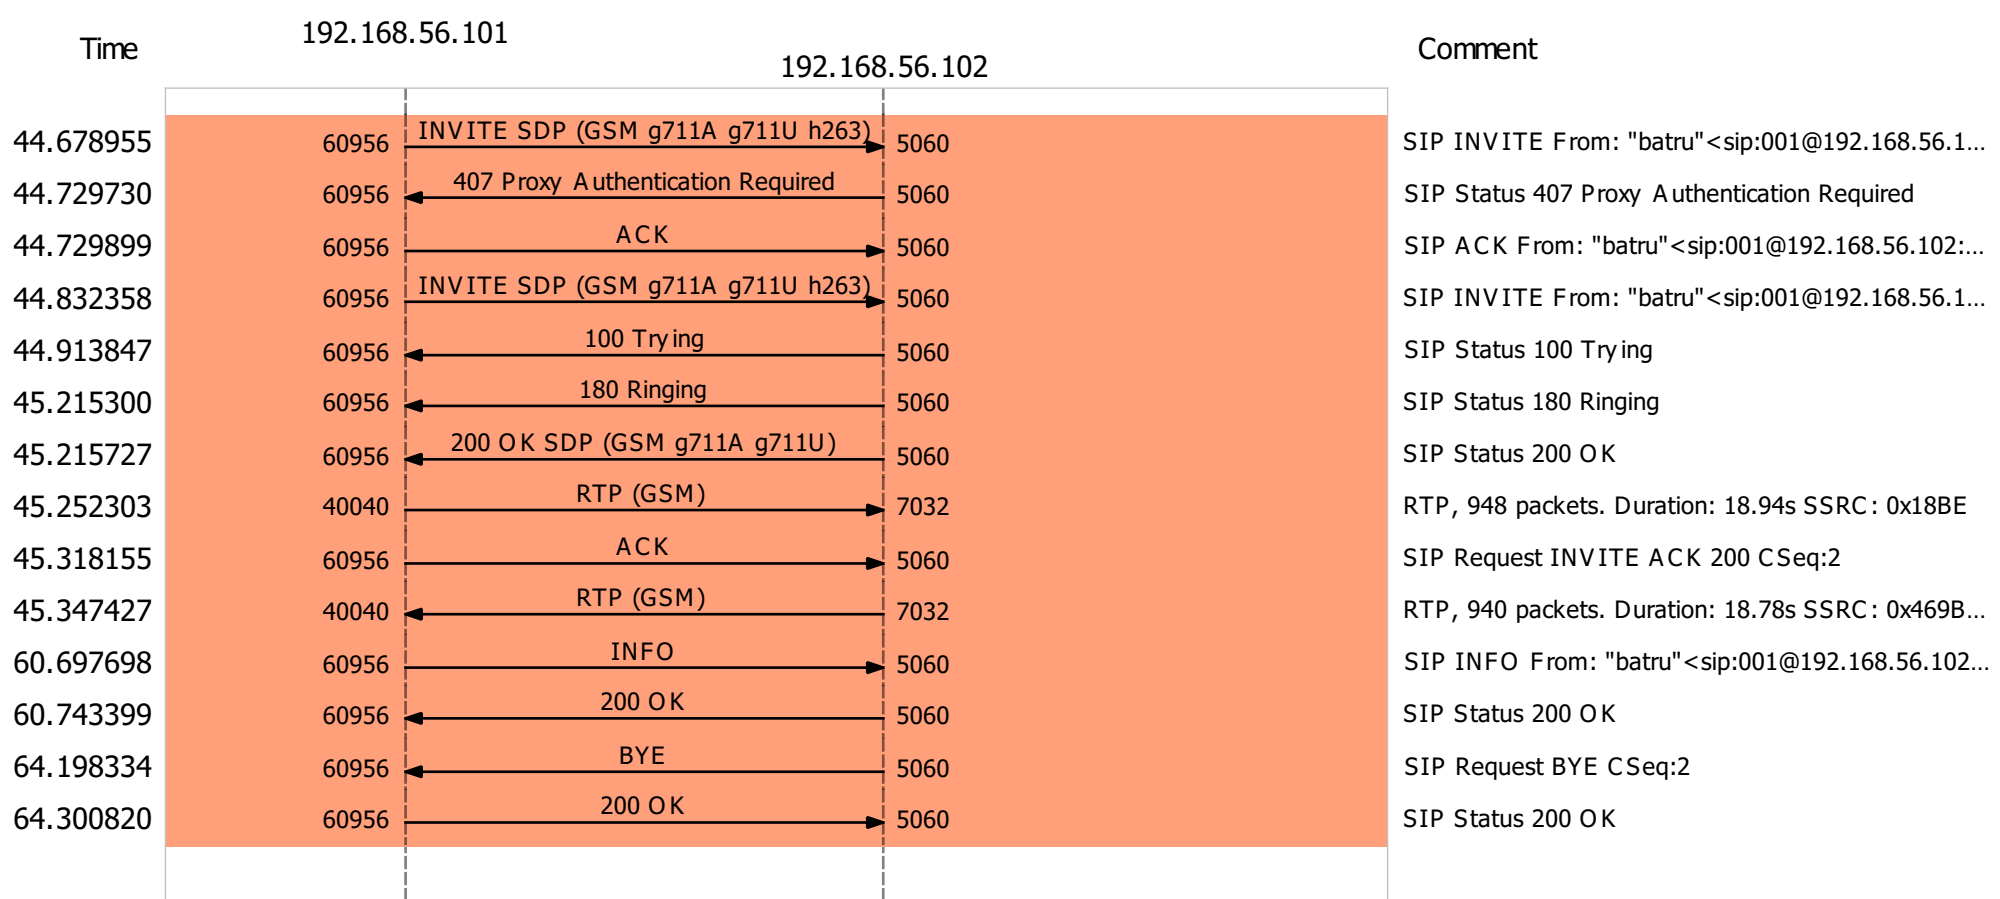 Time 192.168.56.101 192.168.56.102 Comment
44.678955 60956 INVITE SDP (GSM g711A g711U h263) 5060 SIP INVITE From: "batru"<sip:001@192.168.56.1...
44.729730 60956 407 Proxy Authentication Required 5060 SIP Status 407 Proxy Authentication Required
44.729899 60956 ACK 5060 SIP ACK From: "batru"<sip:001@192.168.56.102:...
44.832358 60956 INVITE SDP (GSM g711A g711U h263) 5060 SIP INVITE From: "batru"<sip:001@192.168.56.1...
44.913847 60956 100 Trying 5060 SIP Status 100 Trying
45.215300 60956 180 Ringing 5060 SIP Status 180 Ringing
45.215727 60956 200 OK SDP (GSM g711A g711U) 5060 SIP Status 200 OK
45.252303 40040 RTP (GSM) 7032 RTP, 948 packets. Duration: 18.94s SSRC: 0x18BE
45.318155 60956 ACK 5060 SIP Request INVITE ACK 200 CSeq:2
45.347427 40040 RTP (GSM) 7032 RTP, 940 packets. Duration: 18.78s SSRC: 0x469B...
60.697698 60956 INFO 5060 SIP INFO From: "batru"<sip:001@192.168.56.102...
60.743399 60956 200 OK 5060 SIP Status 200 OK
64.198334 60956 BYE 5060 SIP Request BYE CSeq:2
64.300820 60956 200 OK 5060 SIP Status 200 OK